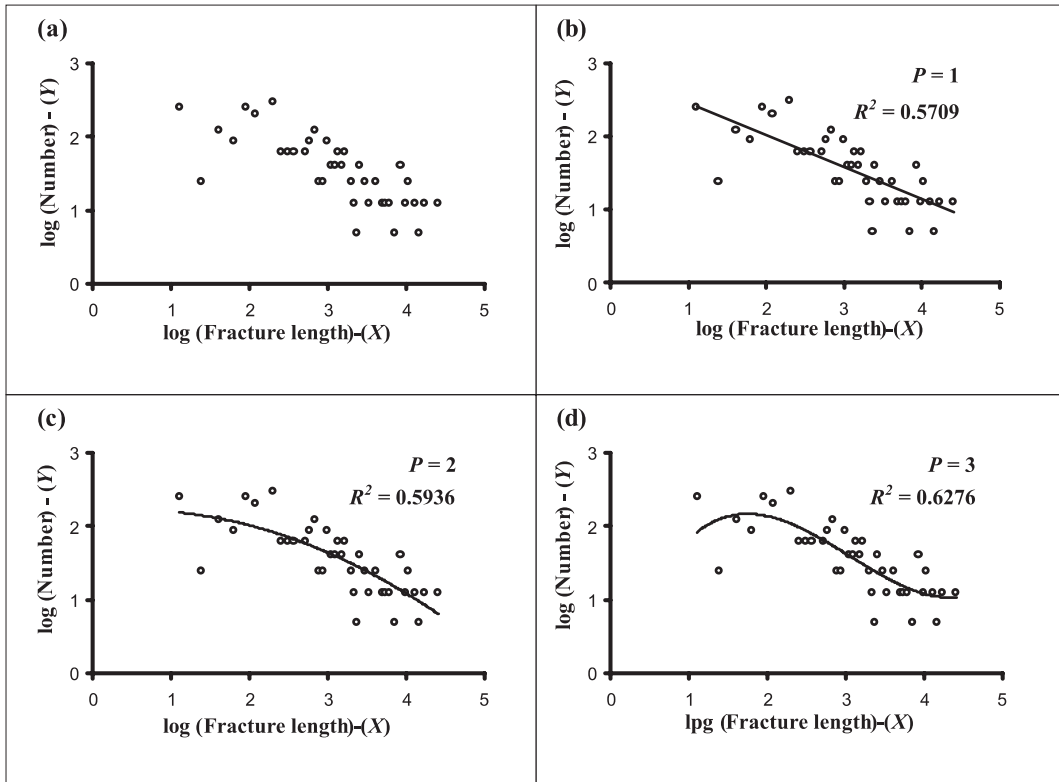 (a)
3
2
1
0
0 1 2 3 4 5
log (Number) - (Y)
log (Fracture length)-(X)
(b)
P = 1
R² = 0.5709
3
2
1
0
0 1 2 3 4 5
log (Number) - (Y)
log (Fracture length)-(X)
(c)
P = 2
R² = 0.5936
3
2
1
0
0 1 2 3 4 5
log (Number) - (Y)
log (Fracture length)-(X)
(d)
P = 3
R² = 0.6276
3
2
1
0
0 1 2 3 4 5
log (Number) - (Y)
lpg (Fracture length)-(X)